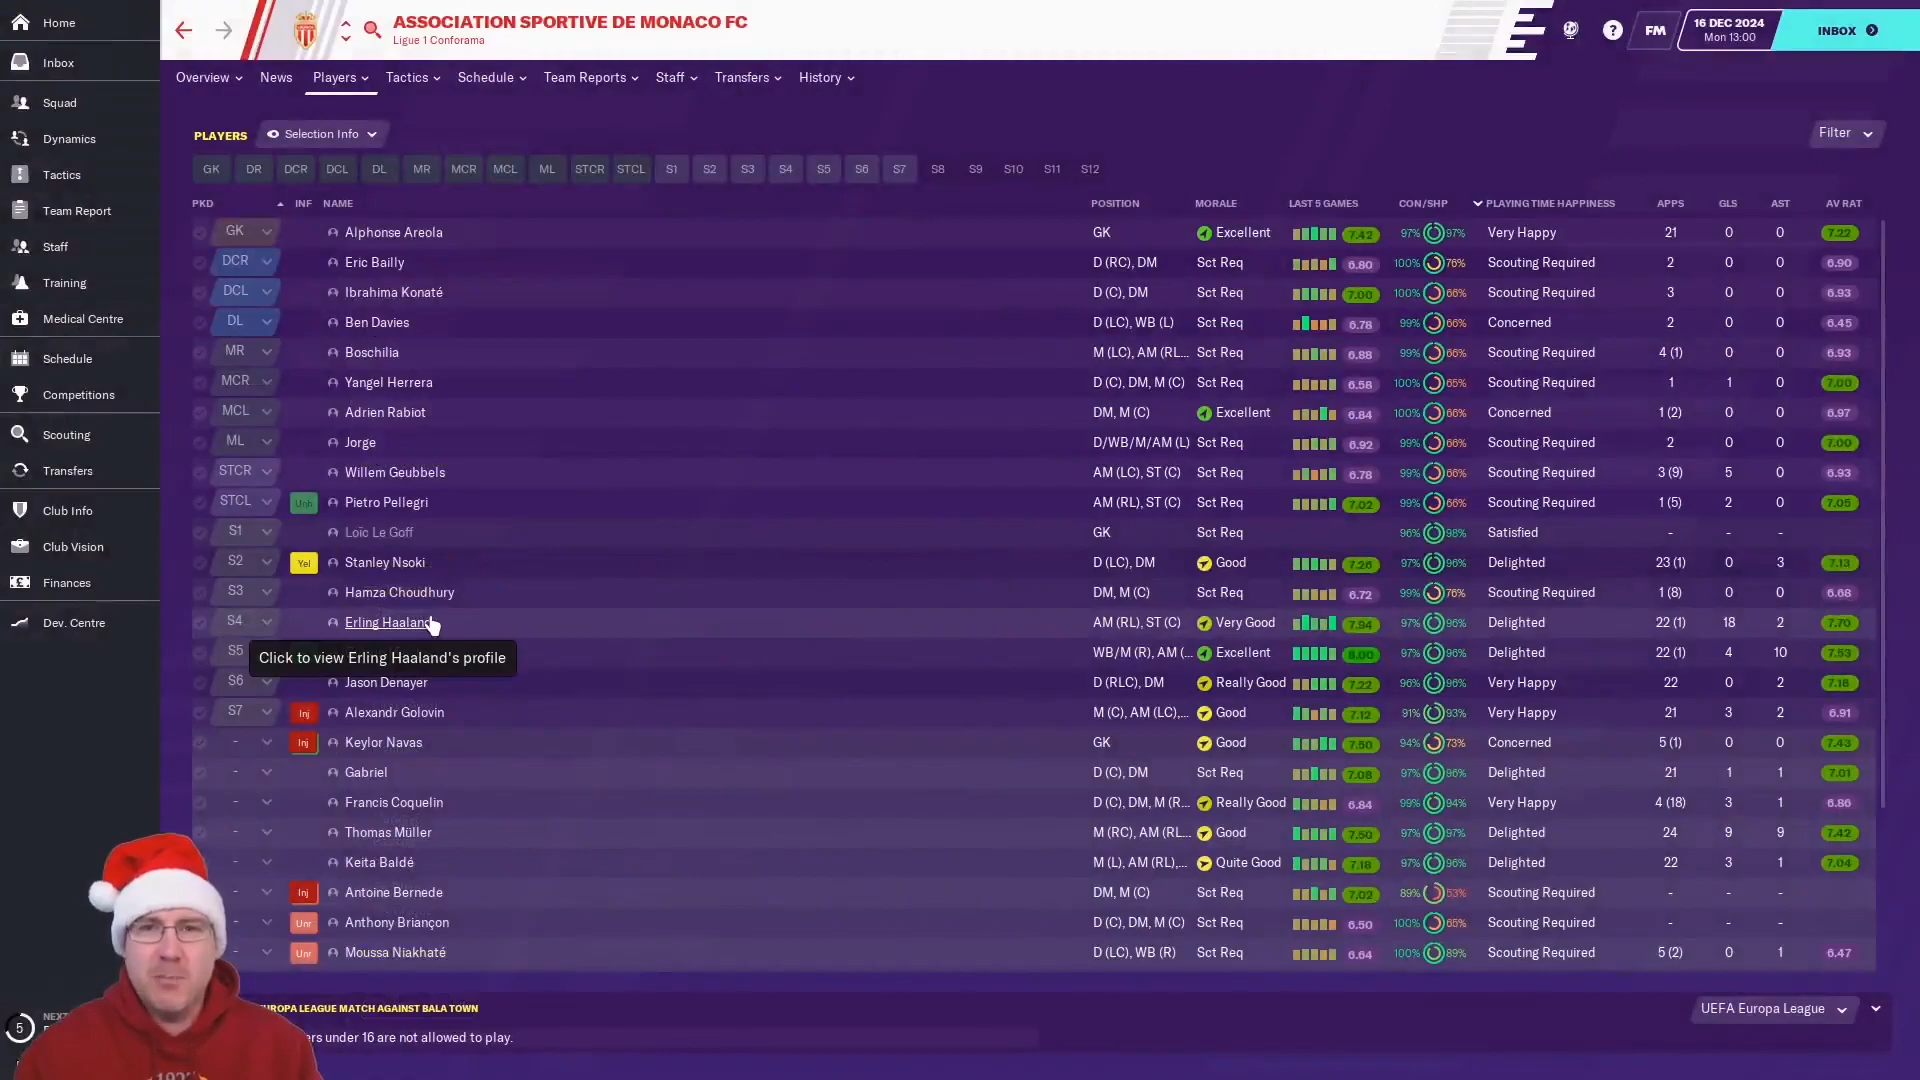 Home
ASSOCIATION SPORTIVE DE MONACO FC
Ligue 1 Conforama
FM
16 DEC 2024
Mon 13:00
INBOX
Inbox
Overview News Players Tactics Schedule Team Reports Staff Transfers History
Squad
Dynamics
Tactics
Team Report
Staff
Training
Medical Centre
Schedule
Competitions
Scouting
Transfers
Club Info
Club Vision
Finances
Dev. Centre
PLAYERS Selection Info Filter
GK DR DCR DCL DL MR MCR MCL ML STCR STCL S1 S2 S3 S4 S5 S6 S7 S8 S9 S10 S11 S12
PKD INF NAME POSITION MORALE LAST 5 GAMES CON/SHP PLAYING TIME HAPPINESS APPS GLS AST AV RAT
GK Alphonse Areola GK Excellent 7.42 97% 97% Very Happy 21 0 0 7.22
DCR Eric Bailly D (RC), DM Sct Req 6.80 100% 76% Scouting Required 2 0 0 6.90
DCL Ibrahima Konaté D (C), DM Sct Req 7.00 100% 66% Scouting Required 3 0 0 6.93
DL Ben Davies D (LC), WB (L) Sct Req 6.78 99% 66% Concerned 2 0 0 6.45
MR Boschilia M (LC), AM (RL... Sct Req 6.88 99% 66% Scouting Required 4 (1) 0 0 6.93
MCR Yangel Herrera D (C), DM, M (C) Sct Req 6.58 100% 65% Scouting Required 1 1 0 7.00
MCL Adrien Rabiot DM, M (C) Excellent 6.84 100% 66% Concerned 1 (2) 0 0 6.97
ML Jorge D/WB/M/AM (L) Sct Req 6.92 99% 66% Scouting Required 2 0 0 7.00
STCR Willem Geubbels AM (LC), ST (C) Sct Req 6.78 99% 66% Scouting Required 3 (9) 5 0 6.93
STCL Unh Pietro Pellegri AM (RL), ST (C) Sct Req 7.02 99% 66% Scouting Required 1 (5) 2 0 7.05
S1 Loïc Le Goff GK Sct Req 96% 98% Satisfied - - -
S2 Yel Stanley Nsoki D (LC), DM Good 7.26 97% 96% Delighted 23 (1) 0 3 7.13
S3 Hamza Choudhury DM, M (C) Sct Req 6.72 99% 76% Scouting Required 1 (8) 0 0 6.68
S4 Erling Haaland AM (RL), ST (C) Very Good 7.94 97% 96% Delighted 22 (1) 18 2 7.70
S5 WB/M (R), AM (... Excellent 8.00 97% 96% Delighted 22 (1) 4 10 7.53
Click to view Erling Haaland's profile
S6 Jason Denayer D (RLC), DM Really Good 7.22 96% 96% Very Happy 22 0 2 7.18
S7 Inj Alexandr Golovin M (C), AM (LC),... Good 7.12 91% 93% Very Happy 21 3 2 6.91
- Inj Keylor Navas GK Good 7.50 94% 73% Concerned 5 (1) 0 0 7.43
- Gabriel D (C), DM Sct Req 7.08 97% 96% Delighted 21 1 1 7.01
- Francis Coquelin D (C), DM, M (R... Really Good 6.84 99% 94% Very Happy 4 (18) 3 1 6.86
- Thomas Müller M (RC), AM (RL... Good 7.50 97% 97% Delighted 24 9 9 7.42
- Keita Baldé M (L), AM (RL),... Quite Good 7.18 97% 96% Delighted 22 3 1 7.04
- Inj Antoine Bernede DM, M (C) Sct Req 7.02 89% 53% Scouting Required - - -
- Unr Anthony Briançon D (C), DM, M (C) Sct Req 6.50 100% 65% Scouting Required - - -
- Unr Moussa Niakhaté D (LC), WB (R) Sct Req 6.64 100% 89% Scouting Required 5 (2) 0 1 6.47
UROPA LEAGUE MATCH AGAINST BALA TOWN
UEFA Europa League
5 NEX
ers under 16 are not allowed to play.